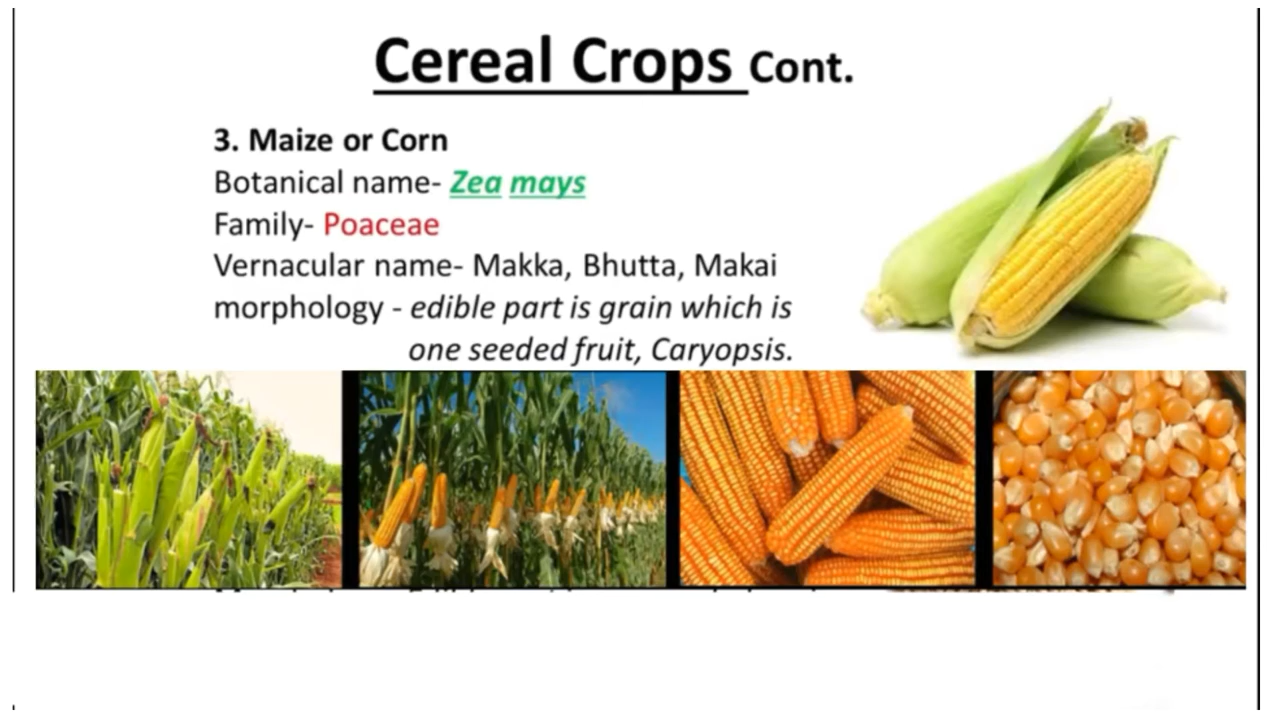 Cereal Crops Cont.
3. Maize or Corn
Botanical name- Zea mays
Family- Poaceae
Vernacular name- Makka, Bhutta, Makai
morphology - edible part is grain which is
one seeded fruit, Caryopsis.